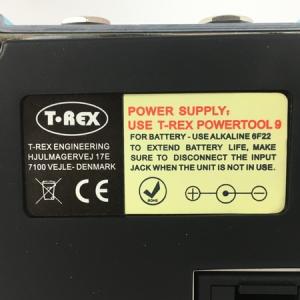 T-REX
T-REX ENGINEERING
HJULMAGERVEJ 17E
7100 VEJLE- DENMARK
CE
POWER SUPPLY:
USE T-REX POWERTOOL 9
FOR BATTERY - USE ALKALINE 6F22
TO EXTEND BATTERY LIFE, MAKE
SURE TO DISCONNECT THE INPUT
JACK WHEN THE UNIT IS NOT IN USE
ROHS